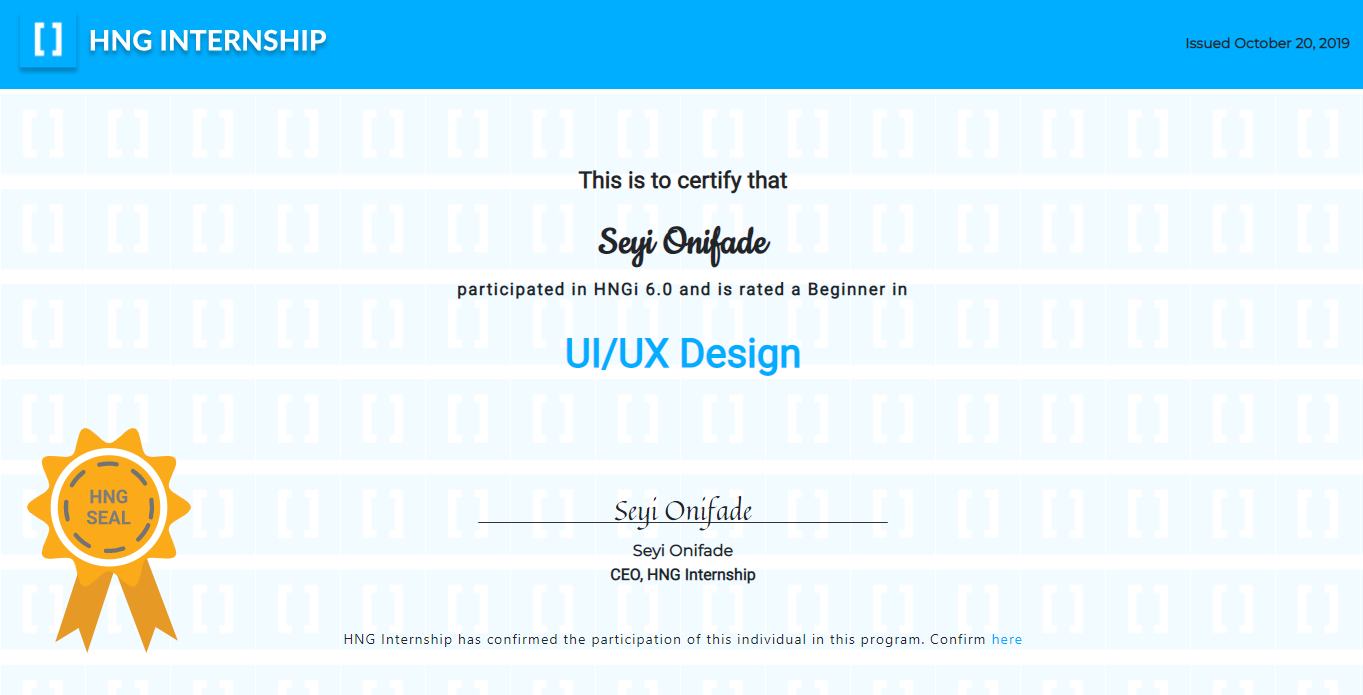 [ ] HNG INTERNSHIP
Issued October 20, 2019
This is to certify that
Seyi Onifade
participated in HNGi 6.0 and is rated a Beginner in
UI/UX Design
HNG
SEAL
Seyi Onifade
Seyi Onifade
CEO, HNG Internship
HNG Internship has confirmed the participation of this individual in this program. Confirm here